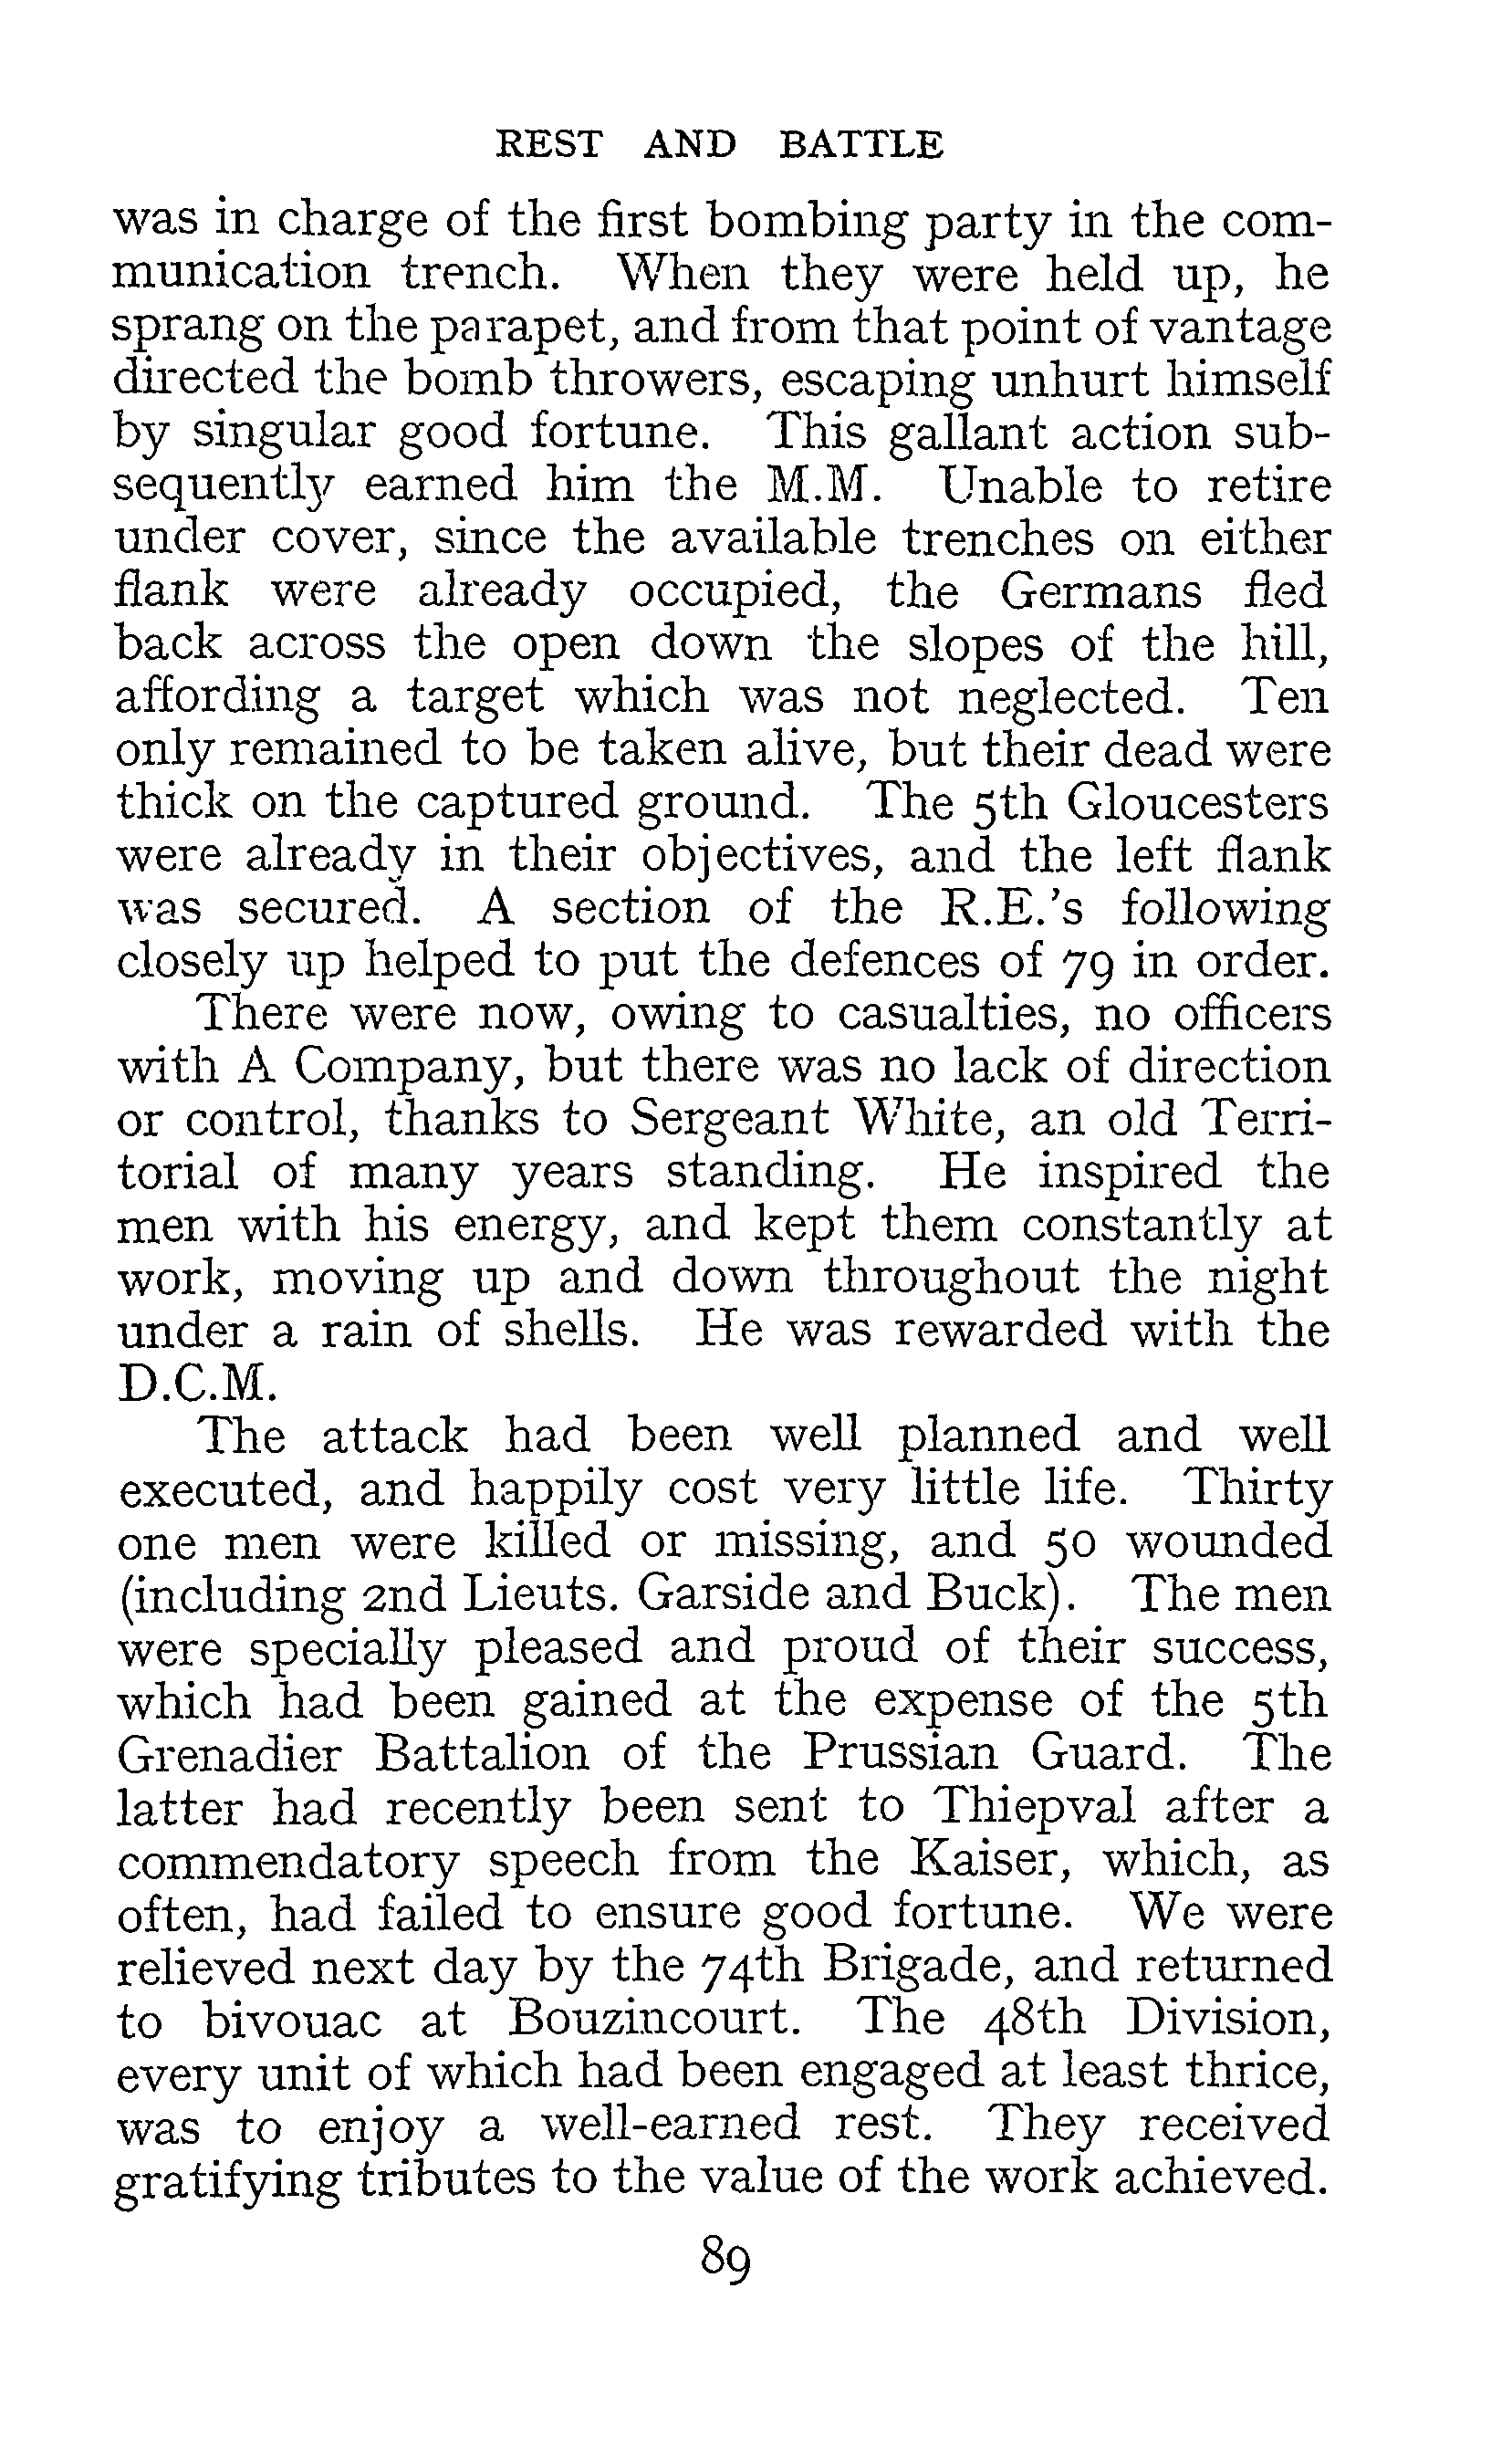 REST AND BATTLE
was in charge of the first bombing party in the com-
munication trench. When they were held up, he
sprang on the parapet, and from that point of vantage
directed the bomb throwers, escaping unhurt himself
by singular good fortune. This gallant action sub-
sequently earned him the M.M. Unable to retire
under cover, since the available trenches on either
flank were already occupied, the Germans fled
back across the open down the slopes of the hill,
affording a target which was not neglected. Ten
only remained to be taken alive, but their dead were
thick on the captured ground. The 5th Gloucesters
were already in their objectives, and the left flank
was secured. A section of the R.E.'s following
closely up helped to put the defences of 79 in order.
There were now, owing to casualties, no officers
with A Company, but there was no lack of direction
or control, thanks to Sergeant White, an old Terri-
torial of many years standing. He inspired the
men with his energy, and kept them constantly at
work, moving up and down throughout the night
under a rain of shells. He was rewarded with the
D.C.M.
The attack had been well planned and well
executed, and happily cost very little life. Thirty
one men were killed or missing, and 50 wounded
(including 2nd Lieuts. Garside and Buck). The men
were specially pleased and proud of their success,
which had been gained at the expense of the 5th
Grenadier Battalion of the Prussian Guard. The
latter had recently been sent to Thiepval after a
commendatory speech from the Kaiser, which, as
often, had failed to ensure good fortune. We were
relieved next day by the 74th Brigade, and returned
to bivouac at Bouzincourt. The 48th Division,
every unit of which had been engaged at least thrice,
was to enjoy a well-earned rest. They received
gratifying tributes to the value of the work achieved.
89